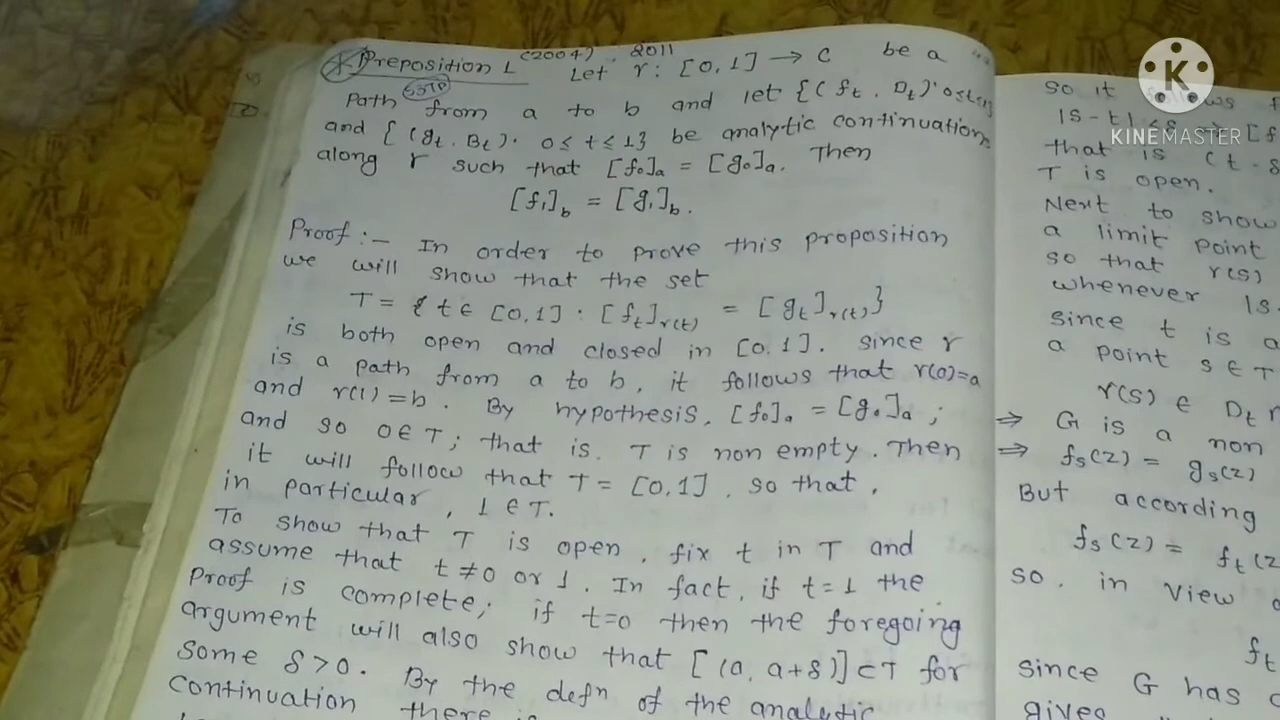 Preposition 1 (2004) 2011
Let r: [0,1] → C be a
Path from a to b and let {(ft, Dt): 0≤t≤1}
and {(gt, Bt): 0 ≤ t ≤ 1} be analytic continuation
along r such that [f0]a = [g0]a. Then
[f1]b = [g1]b.
Proof :- In order to prove this proposition
we will show that the set
T = { t ∈ [0,1] : [ft]r(t) = [gt]r(t)}
is both open and closed in [0,1]. since r
is a path from a to b, it follows that r(0)=a
and r(1) = b. By hypothesis, [f0]a = [g0]a ;
and so 0 ∈ T ; that is. T is non empty. Then
it will follow that T = [0,1]. so that,
in particular, 1 ∈ T.
To show that T is open, fix t in T and
assume that t ≠ 0 or 1. In fact, if t = 1 the
Proof is complete; if t=0 then the foregoing
argument will also show that [(a, a+δ)] ⊂ T for
some δ > 0. By the defn of the analytic
continuation there
so it
|s-t| < δ ⇒
that is (t-δ
T is open.
Next to show
a limit point
so that r(s)
whenever |s-
since t is a
a point s ∈ T
r(s) ∈ Dt
⇒ G is a non
⇒ fs(z) = gs(z)
But according
fs(z) = ft(z
so, in view
ft
since G has
gives
K
KINEMASTER